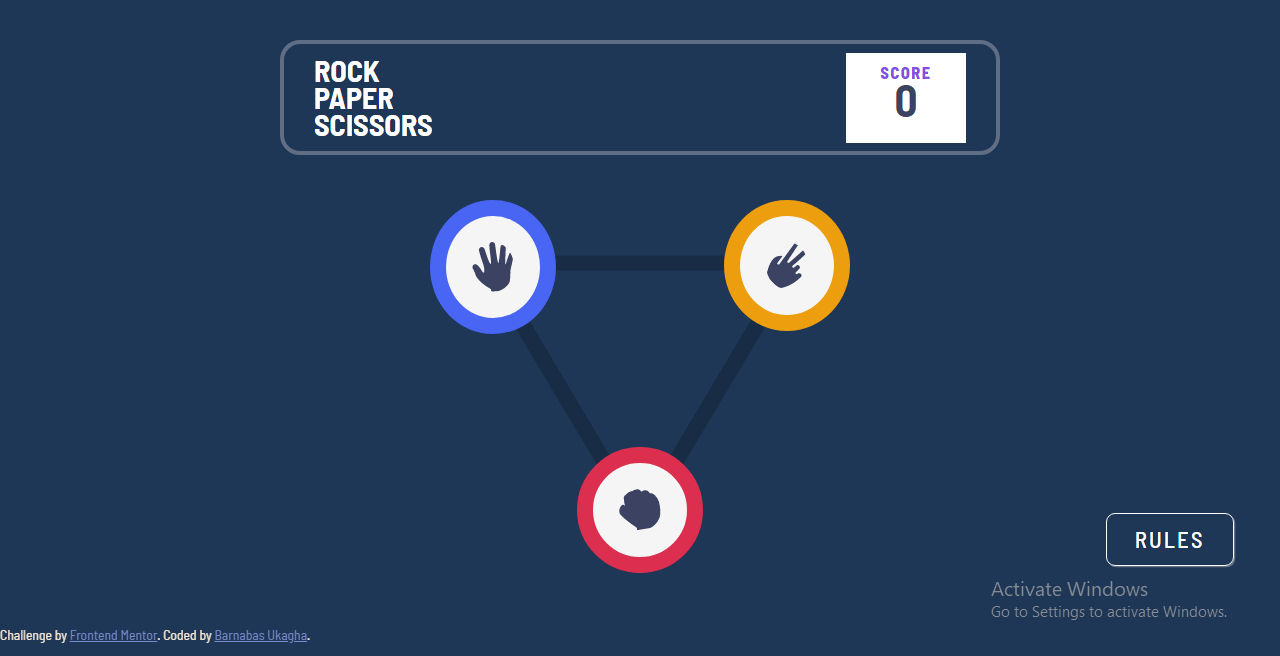 ROCK
PAPER
SCISSORS
SCORE
0
RULES
Activate Windows
Go to Settings to activate Windows.
Challenge by Frontend Mentor. Coded by Barnabas Ukagha.